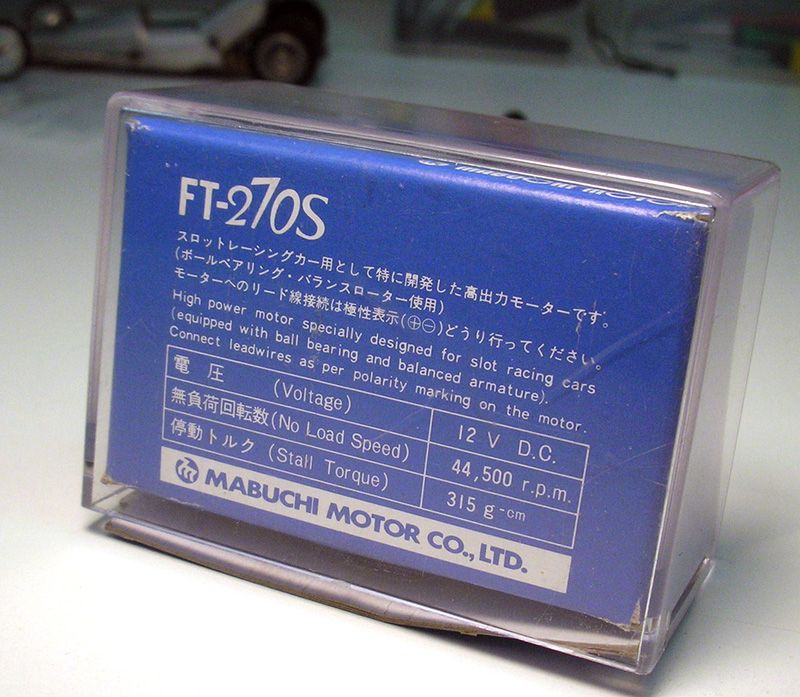 FT-270S
スロットレーシングカー用として特に開発した高出力モーターです。
(ボールベアリング・バランスローター使用)
モーターへのリード線接続は極性表示(⊕⊖)どうり行ってください。
High power motor specially designed for slot racing cars
(equipped with ball bearing and balanced armature).
Connect leadwires as per polarity marking on the motor.
電圧 (Voltage) 12 V D.C.
無負荷回転数 (No Load Speed) 44,500 r.p.m.
停動トルク (Stall Torque) 315 g-cm
MABUCHI MOTOR CO., LTD.